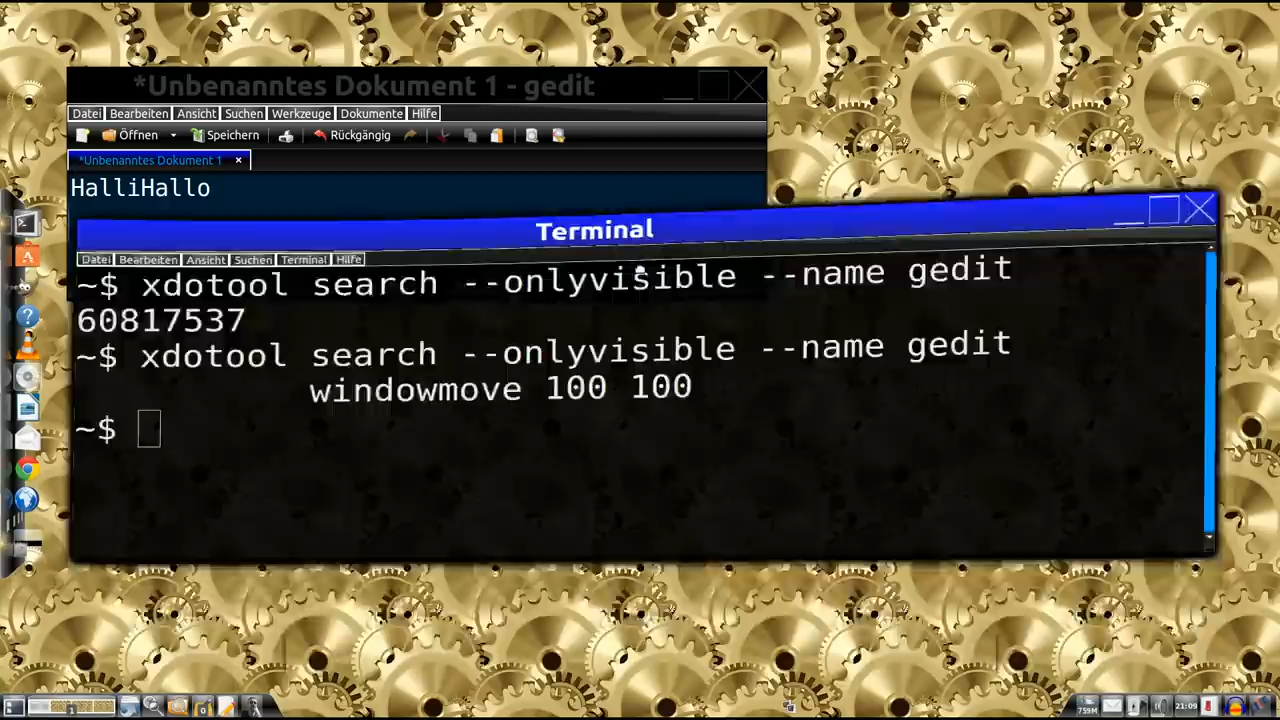 *Unbenanntes Dokument 1 - gedit
Datei Bearbeiten Ansicht Suchen Werkzeuge Dokumente Hilfe
Öffnen Speichern Rückgängig
*Unbenanntes Dokument 1 ×
HalliHallo
Terminal
Datei Bearbeiten Ansicht Suchen Terminal Hilfe
~$ xdotool search --onlyvisible --name gedit
60817537
~$ xdotool search --onlyvisible --name gedit
windowmove 100 100
~$
759M 21:09